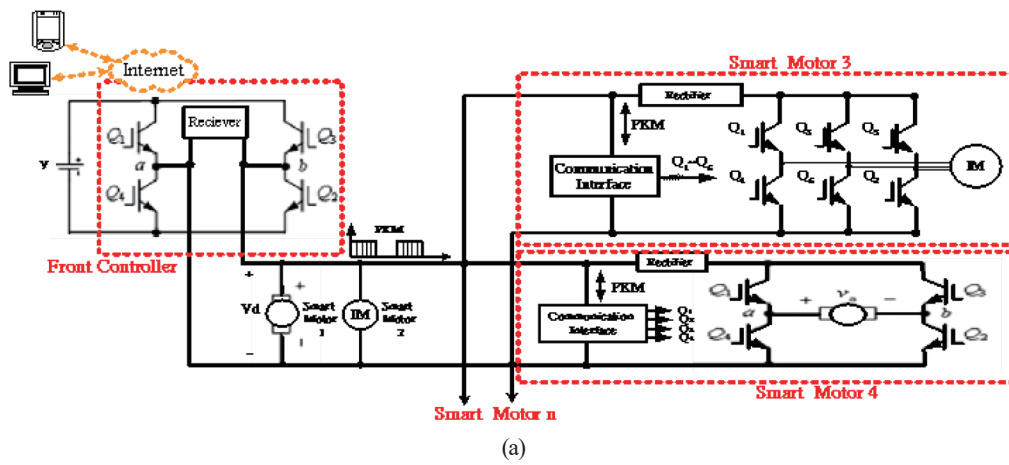 Internet
Smart Motor 3
Reciever
Rectifier
PKM
Q₁
Q₃
Q₁
Q₃
Q₅
a
b
V
Communication
Interface
Q₁~Q₆
IM
Q₄
Q₂
Q₄
Q₆
Q₂
PKM
Front Controller
Rectifier
+
+
PKM
Q₁
Q₃
Vd
Smart
Motor
1
IM
Smart
Motor
2
Communication
Interface
+
−
a
b
Q₄
Q₂
−
+
Smart Motor 4
Smart Motor n
(a)